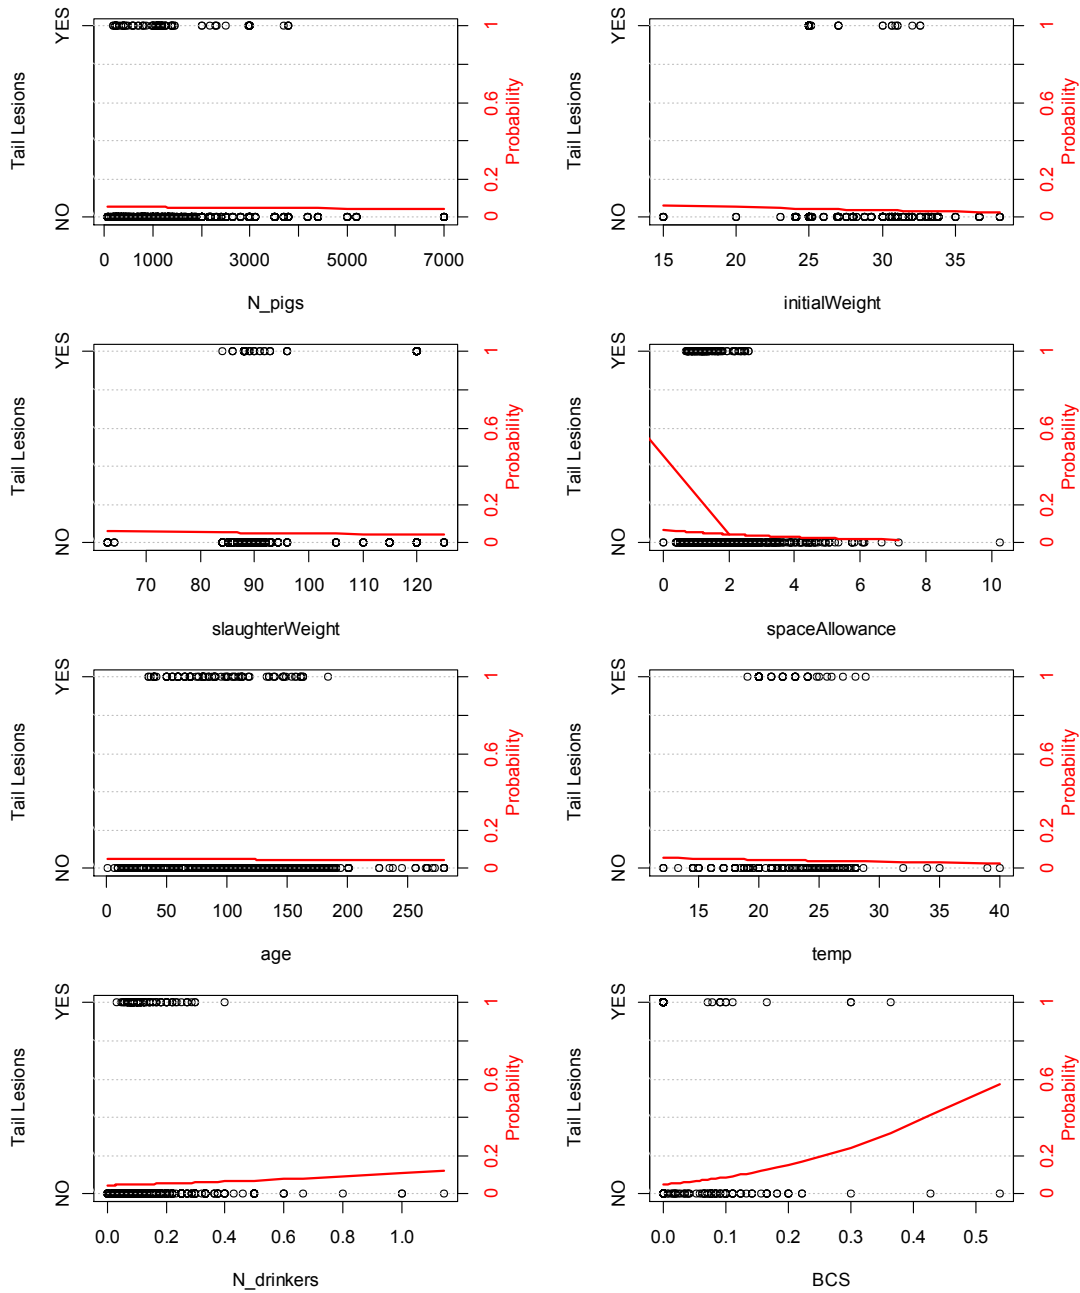 YES
NO
Tail Lesions
0 0.2 0.6 1
Probability
0 1000 3000 5000 7000
N_pigs
YES
NO
Tail Lesions
0 0.2 0.6 1
Probability
15 20 25 30 35
initialWeight
YES
NO
Tail Lesions
0 0.2 0.6 1
Probability
70 80 90 100 110 120
slaughterWeight
YES
NO
Tail Lesions
0 0.2 0.6 1
Probability
0 2 4 6 8 10
spaceAllowance
YES
NO
Tail Lesions
0 0.2 0.6 1
Probability
0 50 100 150 200 250
age
YES
NO
Tail Lesions
0 0.2 0.6 1
Probability
15 20 25 30 35 40
temp
YES
NO
Tail Lesions
0 0.2 0.6 1
Probability
0.0 0.2 0.4 0.6 0.8 1.0
N_drinkers
YES
NO
Tail Lesions
0 0.2 0.6 1
Probability
0.0 0.1 0.2 0.3 0.4 0.5
BCS